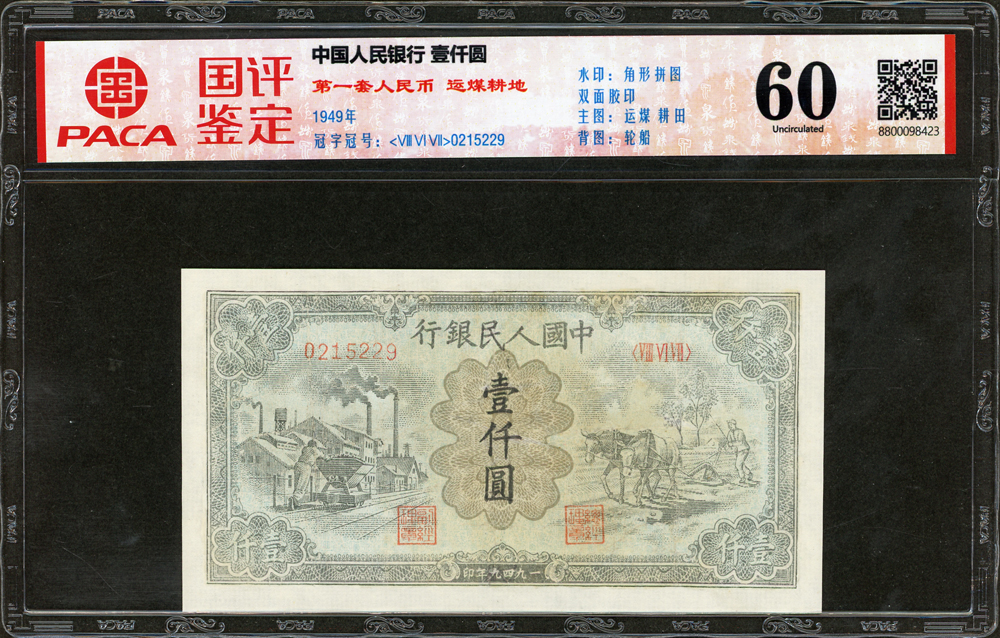 PACA
国评
鉴定
中国人民银行 壹仟圆
第一套人民币 运煤耕地
1949年
冠字冠号：<Ⅷ Ⅵ Ⅶ>0215229
水印：角形拼图
双面胶印
主图：运煤 耕田
背图：轮船
60
Uncirculated
8800098423
行銀民人國中
0215229
〈Ⅷ Ⅵ Ⅶ〉
壹仟圓
仟壹
壹仟
印年九四九一